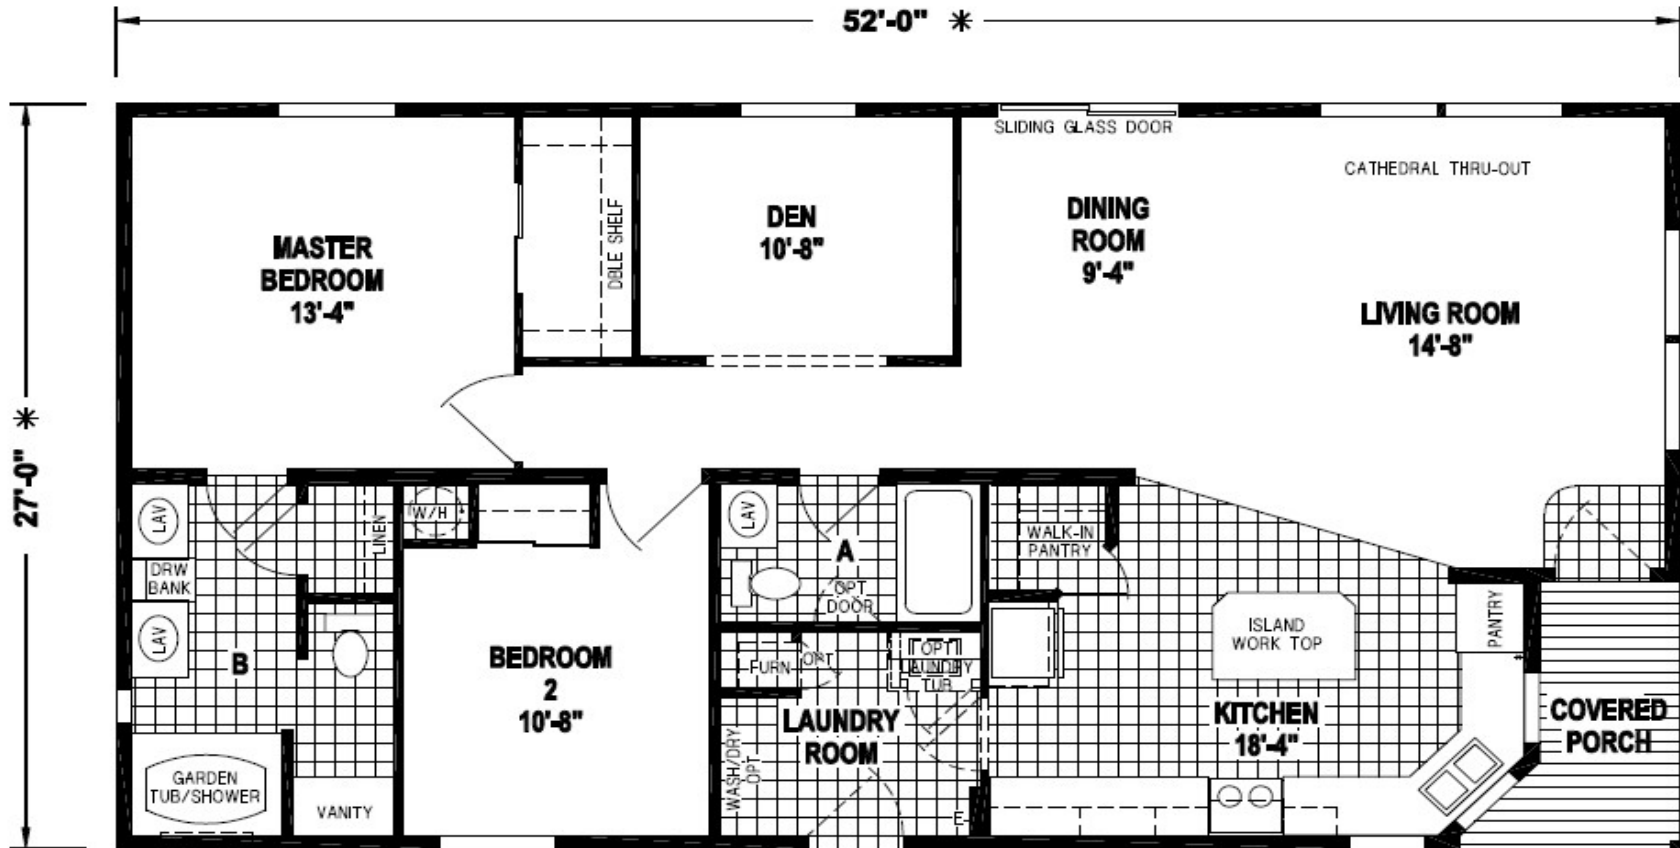 52'-0" *
27'-0" *
SLIDING GLASS DOOR
CATHEDRAL THRU-OUT
MASTER
BEDROOM
13'-4"
DBLE SHELF
DEN
10'-8"
DINING
ROOM
9'-4"
LIVING ROOM
14'-8"
LAV
DRW
BANK
LAV
B
LINEN
W/H
GARDEN
TUB/SHOWER
VANITY
BEDROOM
2
10'-8"
LAV
A
OPT
DOOR
FURN
OPT
OPT
LAUNDRY
TUB
LAUNDRY
ROOM
WASH/DRY
OPT
E
WALK-IN
PANTRY
ISLAND
WORK TOP
PANTRY
KITCHEN
18'-4"
COVERED
PORCH